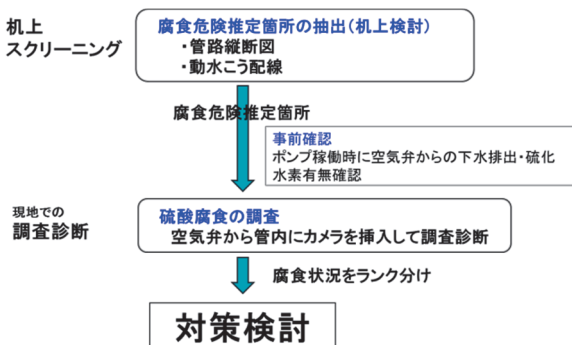 机上
スクリーニング
腐食危険推定箇所の抽出(机上検討)
・管路縦断図
・動水こう配線
腐食危険推定箇所
事前確認
ポンプ稼働時に空気弁からの下水排出・硫化
水素有無確認
現地での
調査診断
硫酸腐食の調査
空気弁から管内にカメラを挿入して調査診断
腐食状況をランク分け
対策検討